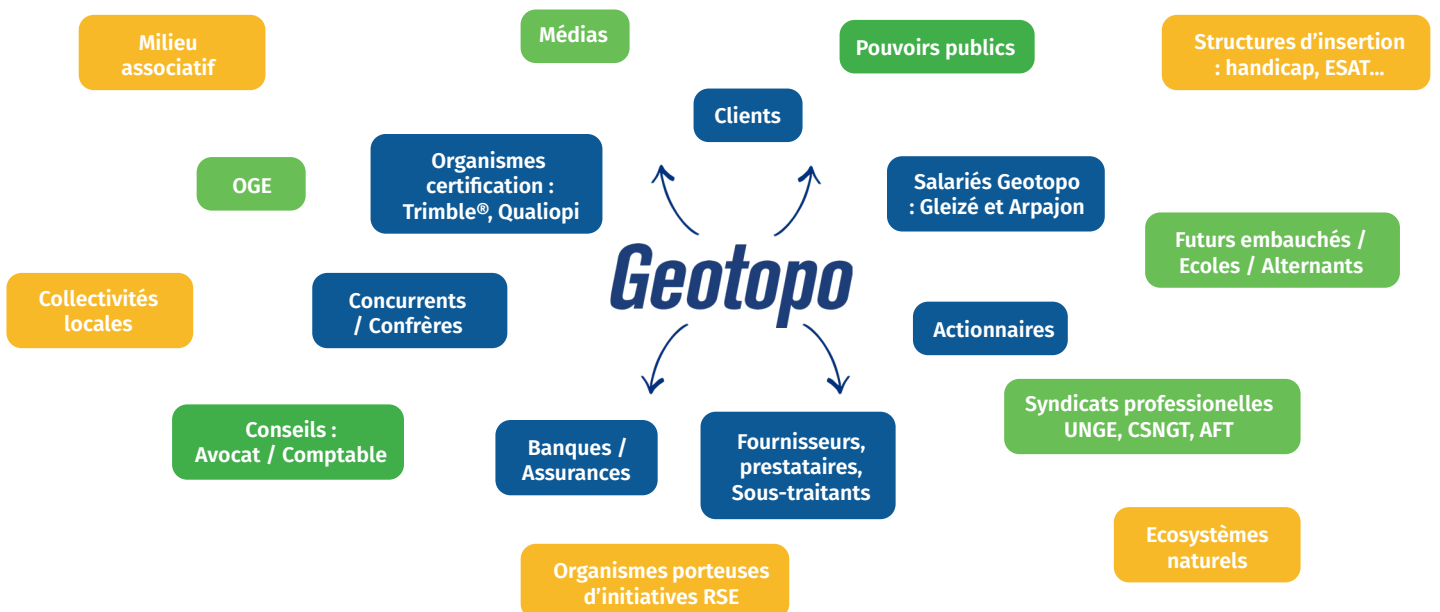 Milieu
associatif
Médias
Pouvoirs publics
Structures d’insertion
: handicap, ESAT...
Clients
OGE
Organismes
certification :
Trimble®, Qualiopi
Salariés Geotopo
: Gleizé et Arpajon
Futurs embauchés /
Ecoles / Alternants
Geotopo
Collectivités
locales
Concurrents
/ Confrères
Actionnaires
Conseils :
Avocat / Comptable
Banques /
Assurances
Fournisseurs,
prestataires,
Sous-traitants
Syndicats professionelles
UNGE, CSNGT, AFT
Organismes porteuses
d’initiatives RSE
Ecosystèmes
naturels